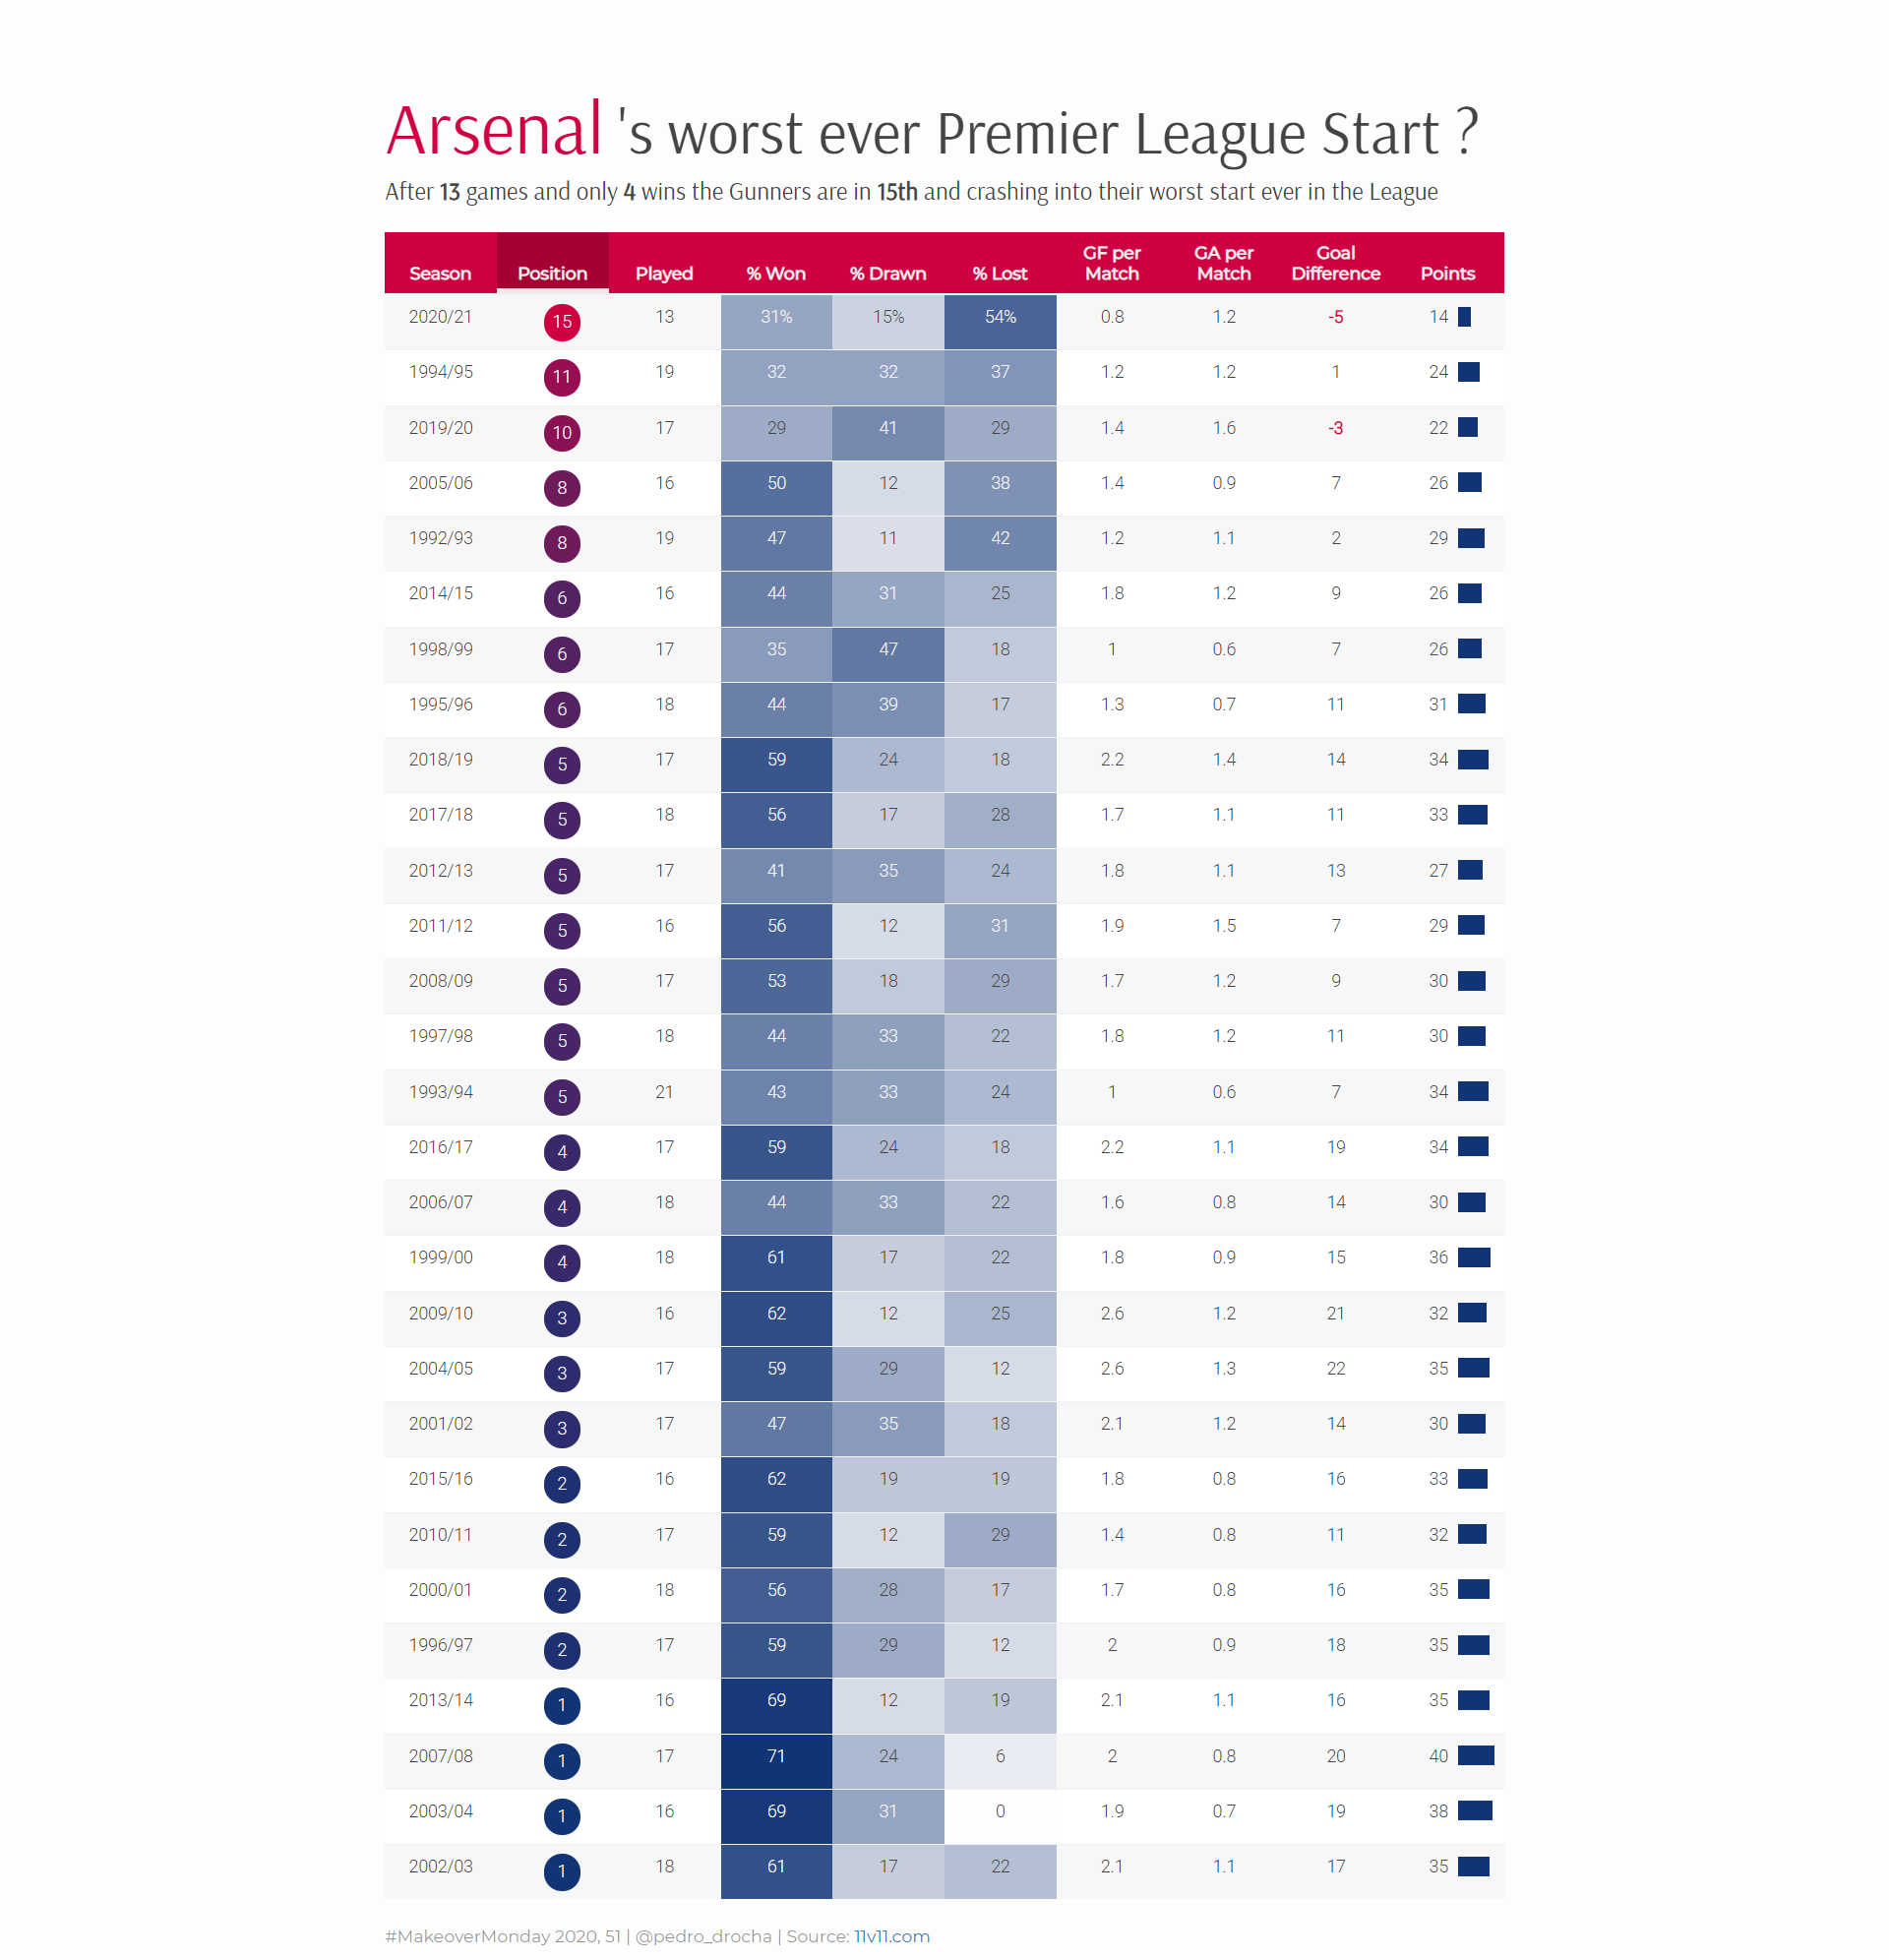 Arsenal 's worst ever Premier League Start ?
After 13 games and only 4 wins the Gunners are in 15th and crashing into their worst start ever in the League
Season Position Played % Won % Drawn % Lost GF per Match GA per Match Goal Difference Points
2020/21 15 13 31% 15% 54% 0.8 1.2 -5 14
1994/95 11 19 32 32 37 1.2 1.2 1 24
2019/20 10 17 29 41 29 1.4 1.6 -3 22
2005/06 8 16 50 12 38 1.4 0.9 7 26
1992/93 8 19 47 11 42 1.2 1.1 2 29
2014/15 6 16 44 31 25 1.8 1.2 9 26
1998/99 6 17 35 47 18 1 0.6 7 26
1995/96 6 18 44 39 17 1.3 0.7 11 31
2018/19 5 17 59 24 18 2.2 1.4 14 34
2017/18 5 18 56 17 28 1.7 1.1 11 33
2012/13 5 17 41 35 24 1.8 1.1 13 27
2011/12 5 16 56 12 31 1.9 1.5 7 29
2008/09 5 17 53 18 29 1.7 1.2 9 30
1997/98 5 18 44 33 22 1.8 1.2 11 30
1993/94 5 21 43 33 24 1 0.6 7 34
2016/17 4 17 59 24 18 2.2 1.1 19 34
2006/07 4 18 44 33 22 1.6 0.8 14 30
1999/00 4 18 61 17 22 1.8 0.9 15 36
2009/10 3 16 62 12 25 2.6 1.2 21 32
2004/05 3 17 59 29 12 2.6 1.3 22 35
2001/02 3 17 47 35 18 2.1 1.2 14 30
2015/16 2 16 62 19 19 1.8 0.8 16 33
2010/11 2 17 59 12 29 1.4 0.8 11 32
2000/01 2 18 56 28 17 1.7 0.8 16 35
1996/97 2 17 59 29 12 2 0.9 18 35
2013/14 1 16 69 12 19 2.1 1.1 16 35
2007/08 1 17 71 24 6 2 0.8 20 40
2003/04 1 16 69 31 0 1.9 0.7 19 38
2002/03 1 18 61 17 22 2.1 1.1 17 35
#MakeoverMonday 2020, 51 | @pedro_drocha | Source: 11v11.com